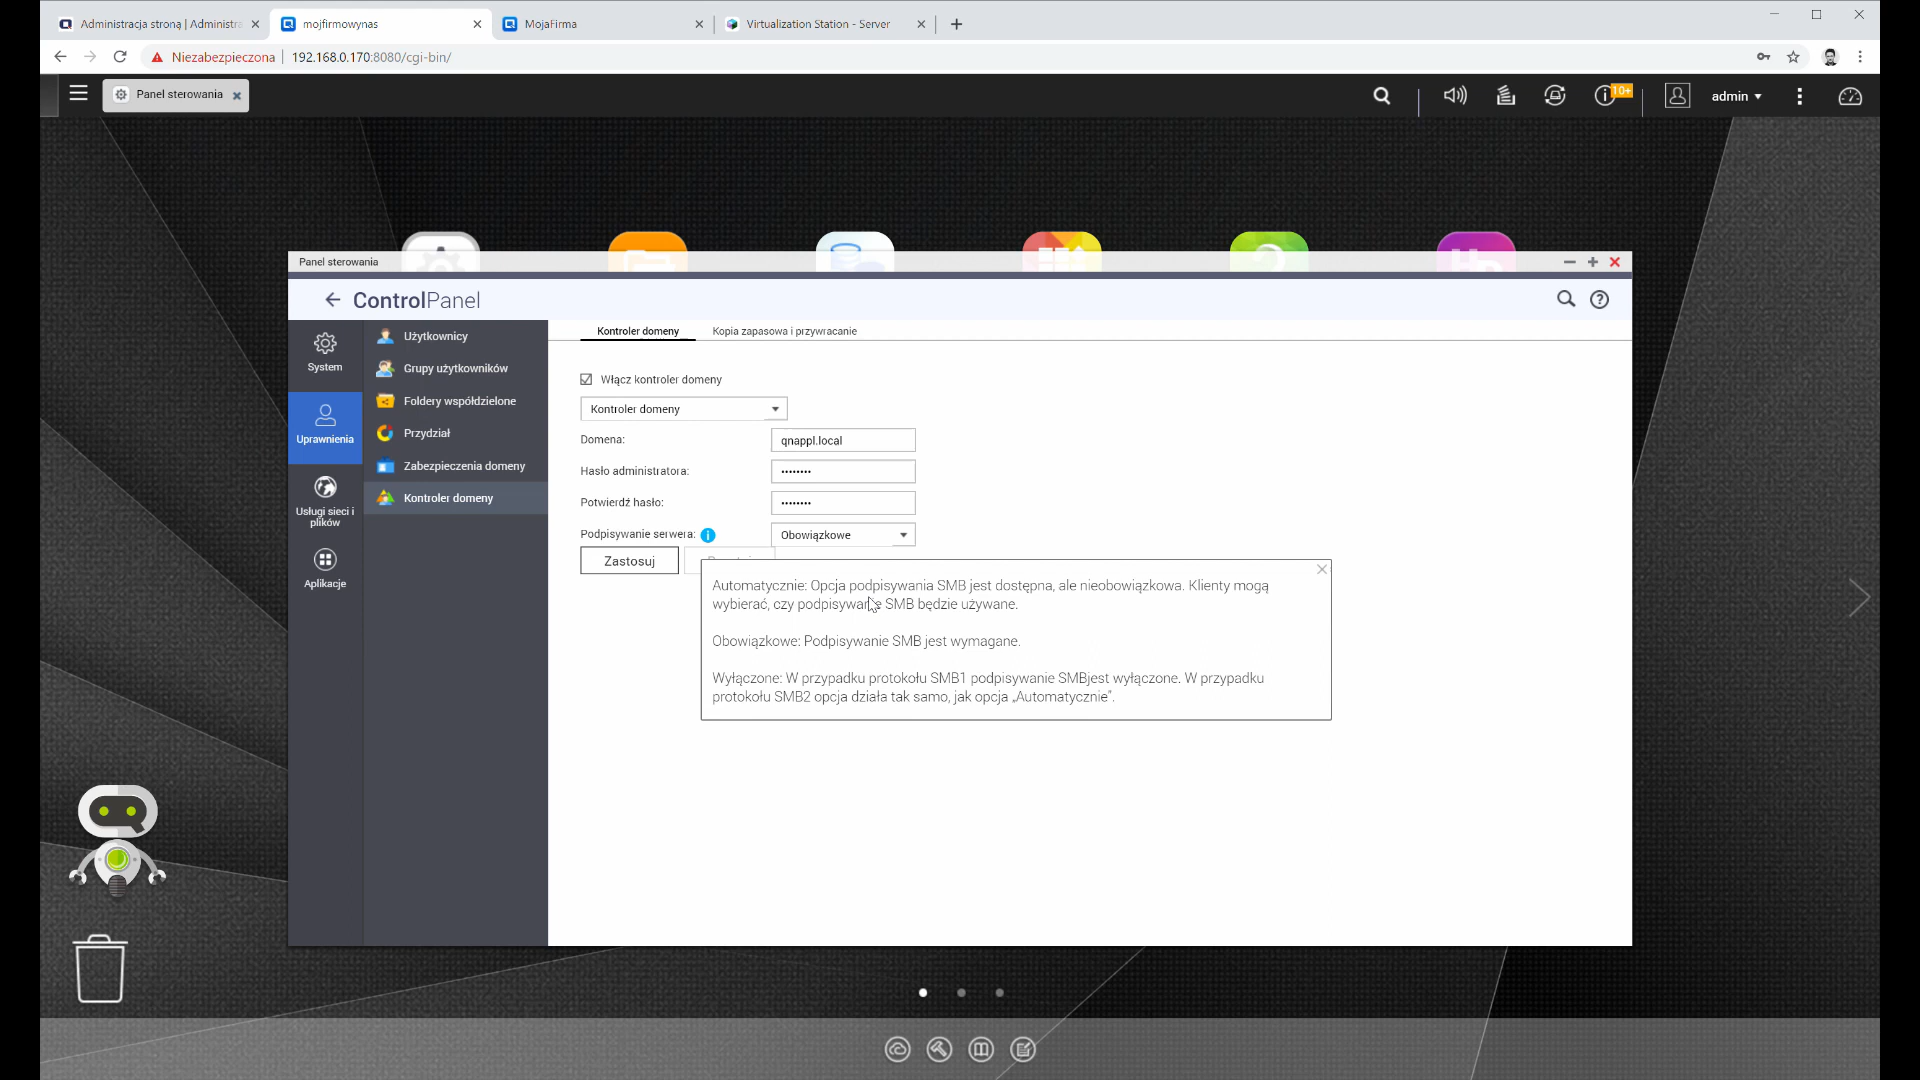 Administracja stroną | Administra
mojfirmowynas
MojaFirma
Virtualization Station - Server
Niezabezpieczona
192.168.0.170:8080/cgi-bin/
Panel sterowania
10+
admin
Panel sterowania
ControlPanel
System
Uprawnienia
Usługi sieci i
plików
Aplikacje
Użytkownicy
Grupy użytkowników
Foldery współdzielone
Przydział
Zabezpieczenia domeny
Kontroler domeny
Kontroler domeny
Kopia zapasowa i przywracanie
Włącz kontroler domeny
Kontroler domeny
Domena:
qnappl.local
Hasło administratora:
••••••••
Potwierdź hasło:
••••••••
Podpisywanie serwera:
Obowiązkowe
Zastosuj
Automatycznie: Opcja podpisywania SMB jest dostępna, ale nieobowiązkowa. Klienty mogą
wybierać, czy podpisywanie SMB będzie używane.
Obowiązkowe: Podpisywanie SMB jest wymagane.
Wyłączone: W przypadku protokołu SMB1 podpisywanie SMBjest wyłączone. W przypadku
protokołu SMB2 opcja działa tak samo, jak opcja „Automatycznie”.